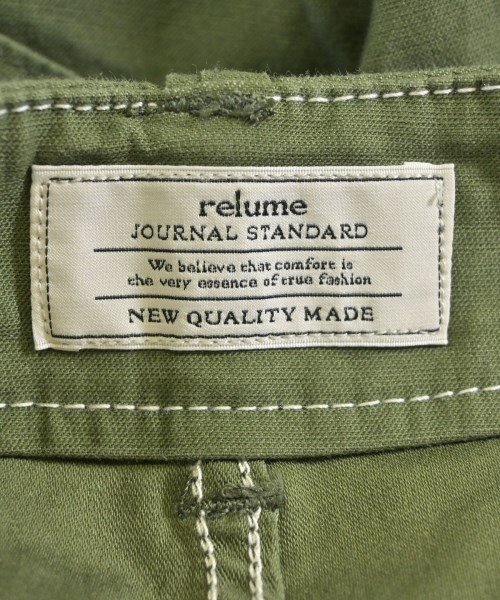 relume
JOURNAL STANDARD
We believe that comfort is
the very essence of true fashion
NEW QUALITY MADE